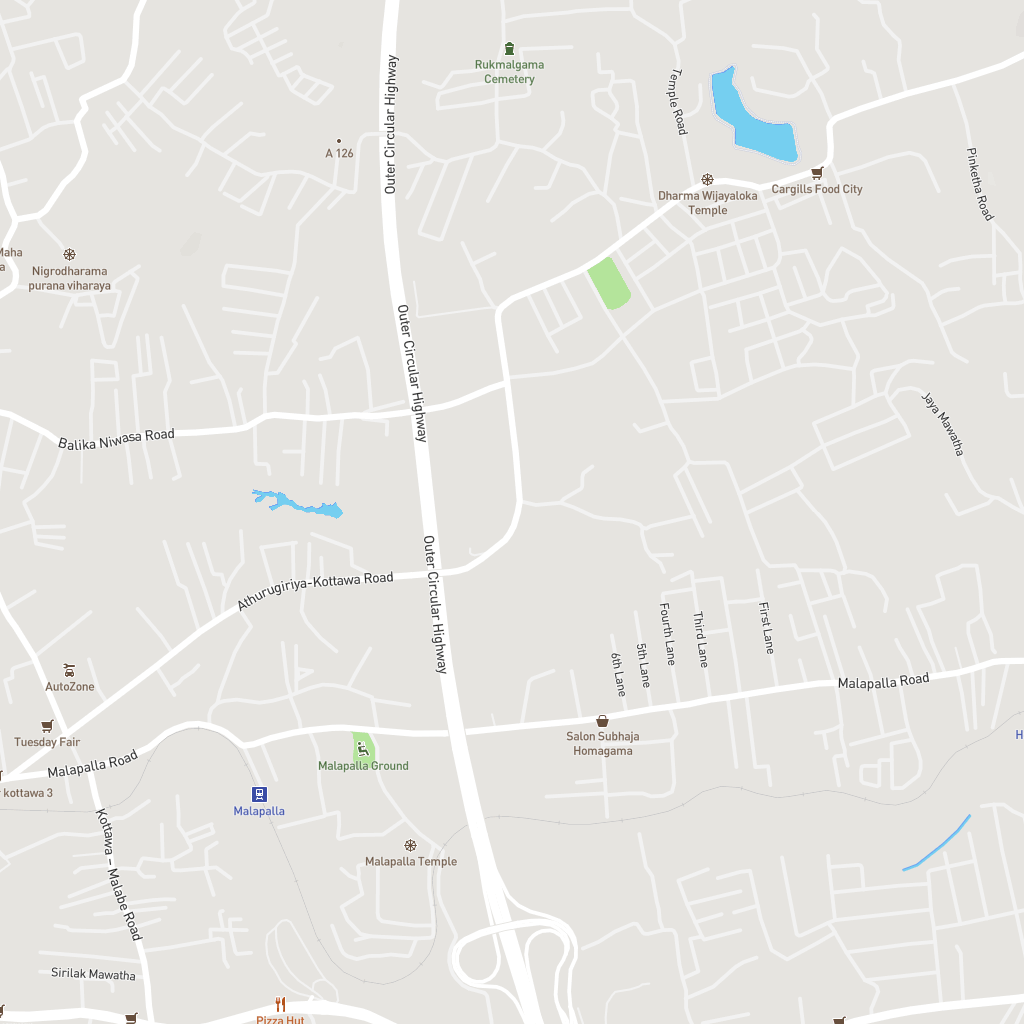 Rukmalgama
Cemetery
Outer Circular Highway
Temple Road
A 126
Pinketha Road
Dharma Wijayaloka
Temple
Cargills Food City
Maha
a
Nigrodharama
purana viharaya
Outer Circular Highway
Jaya Mawatha
Balika Niwasa Road
Outer Circular Highway
Athurugiriya-Kottawa Road
Fourth Lane
Third Lane
First Lane
5th Lane
6th Lane
AutoZone
Malapalla Road
Tuesday Fair
Salon Subhaja
Homagama
H
Malapalla Road
Malapalla Ground
r kottawa 3
Malapalla
Kottawa – Malabe Road
Malapalla Temple
Sirilak Mawatha
Pizza Hut